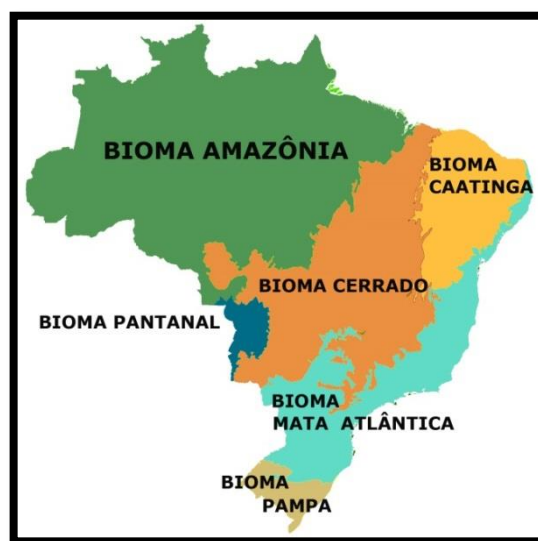 BIOMA AMAZÔNIA
BIOMA
CAATINGA
BIOMA CERRADO
BIOMA PANTANAL
BIOMA
MATA ATLÂNTICA
BIOMA
PAMPA